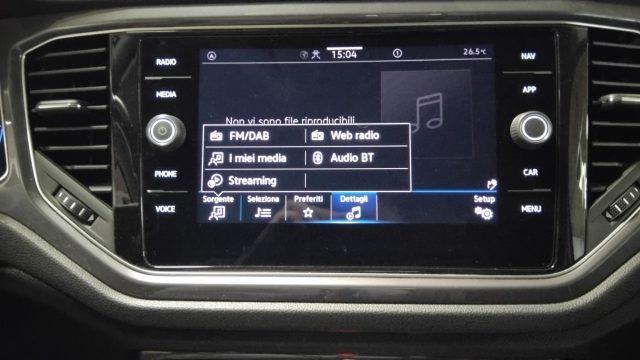 15:04
1
26.5°C
RADIO
MEDIA
PHONE
VOICE
NAV
APP
CAR
MENU
Non vi sono file riproducibili
FM/DAB
Web radio
I miei media
Audio BT
Streaming
Sorgente
Seleziona
Preferiti
Dettagli
Setup